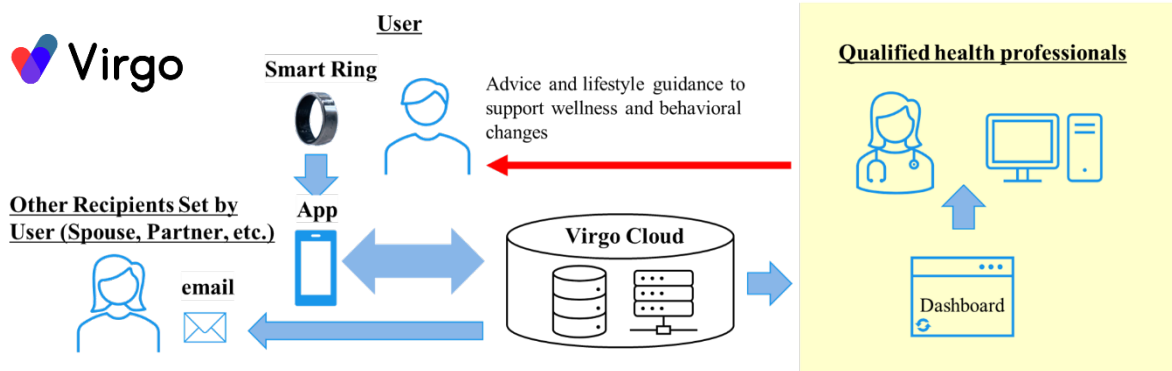 Virgo
User
Smart Ring
Advice and lifestyle guidance to
support wellness and behavioral
changes
Qualified health professionals
Other Recipients Set by
User (Spouse, Partner, etc.)
App
email
Virgo Cloud
Dashboard